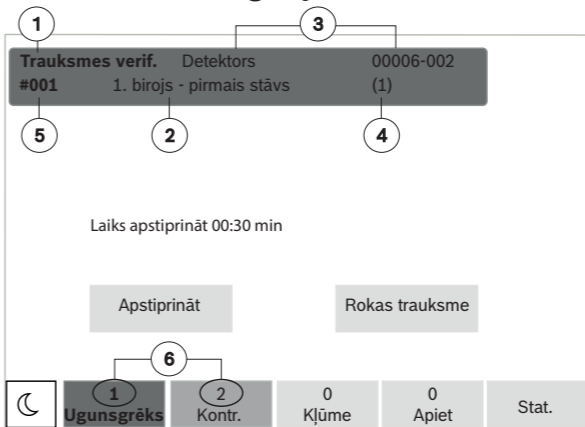 1
3
Trauksmes verif. Detektors 00006-002
#001 1. birojs - pirmais stāvs (1)
5
2
4
Laiks apstiprināt 00:30 min
Apstiprināt Rokas trauksme
6
1 2 0 0
Ugunsgrēks Kontr. Kļūme Apiet Stat.